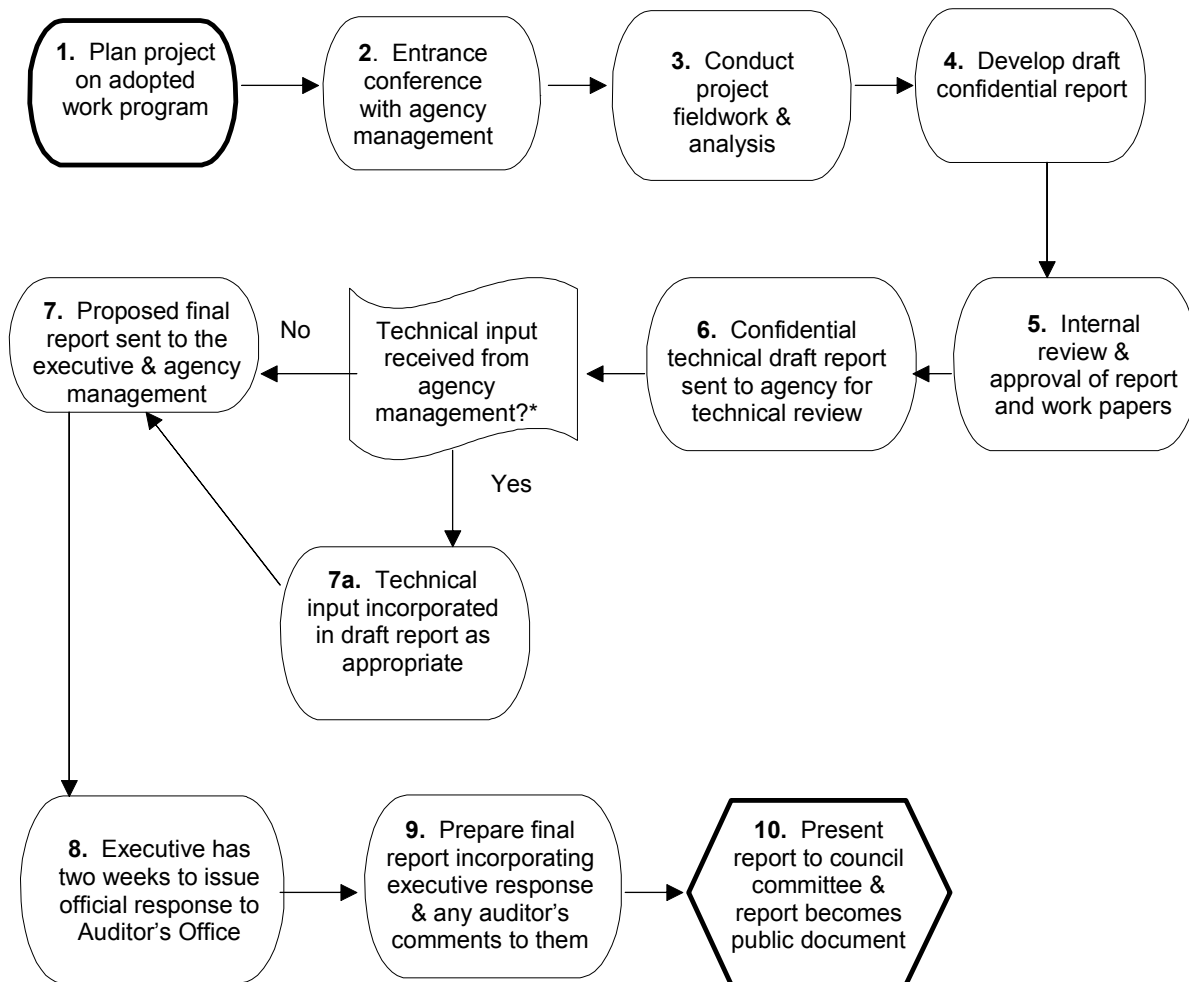 1. Plan project
on adopted
work program
2. Entrance
conference
with agency
management
3. Conduct
project
fieldwork &
analysis
4. Develop draft
confidential report
5. Internal
review &
approval of report
and work papers
6. Confidential
technical draft report
sent to agency for
technical review
Technical input
received from
agency
management?*
No
Yes
7. Proposed final
report sent to the
executive & agency
management
7a. Technical
input incorporated
in draft report as
appropriate
8. Executive has
two weeks to issue
official response to
Auditor's Office
9. Prepare final
report incorporating
executive response
& any auditor's
comments to them
10. Present
report to council
committee &
report becomes
public document